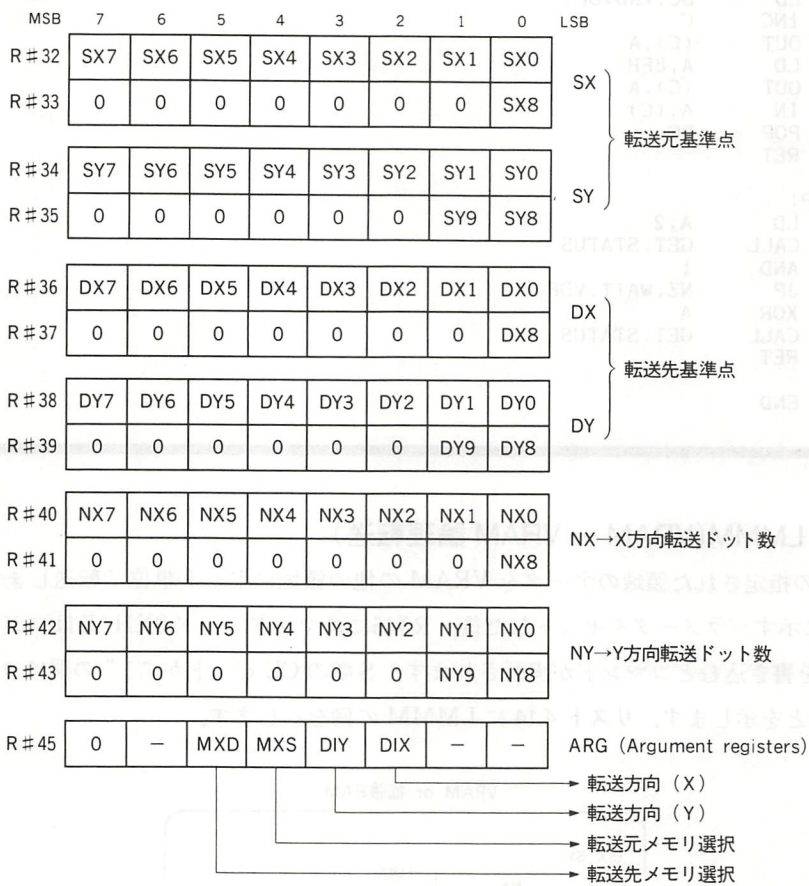 MSB 7 6 5 4 3 2 1 0 LSB
R#32 SX7 SX6 SX5 SX4 SX3 SX2 SX1 SX0
SX
R#33 0 0 0 0 0 0 0 SX8
転送元基準点
R#34 SY7 SY6 SY5 SY4 SY3 SY2 SY1 SY0
SY
R#35 0 0 0 0 0 0 SY9 SY8
R#36 DX7 DX6 DX5 DX4 DX3 DX2 DX1 DX0
DX
R#37 0 0 0 0 0 0 0 DX8
転送先基準点
R#38 DY7 DY6 DY5 DY4 DY3 DY2 DY1 DY0
DY
R#39 0 0 0 0 0 0 DY9 DY8
R#40 NX7 NX6 NX5 NX4 NX3 NX2 NX1 NX0
NX→X方向転送ドット数
R#41 0 0 0 0 0 0 0 NX8
R#42 NY7 NY6 NY5 NY4 NY3 NY2 NY1 NY0
NY→Y方向転送ドット数
R#43 0 0 0 0 0 0 NY9 NY8
R#45 0 − MXD MXS DIY DIX − − ARG (Argument registers)
転送方向 (X)
転送方向 (Y)
転送元メモリ選択
転送先メモリ選択